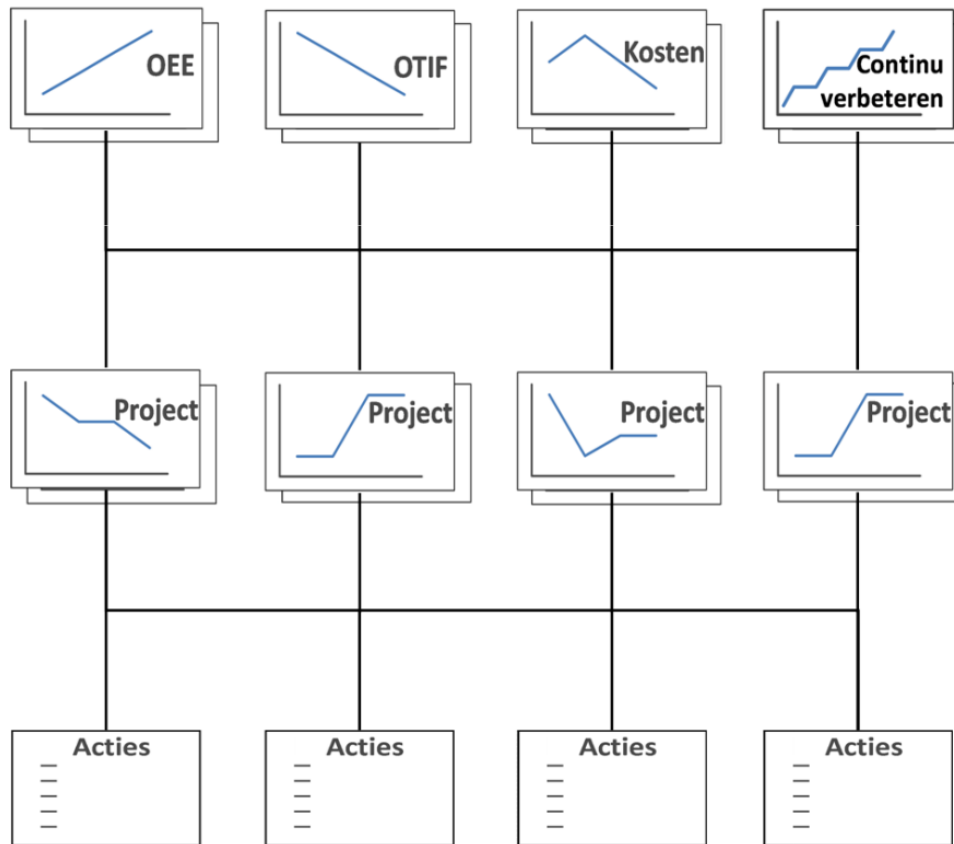 OEE
OTIF
Kosten
Continu
verbeteren
Project
Project
Project
Project
Acties
Acties
Acties
Acties